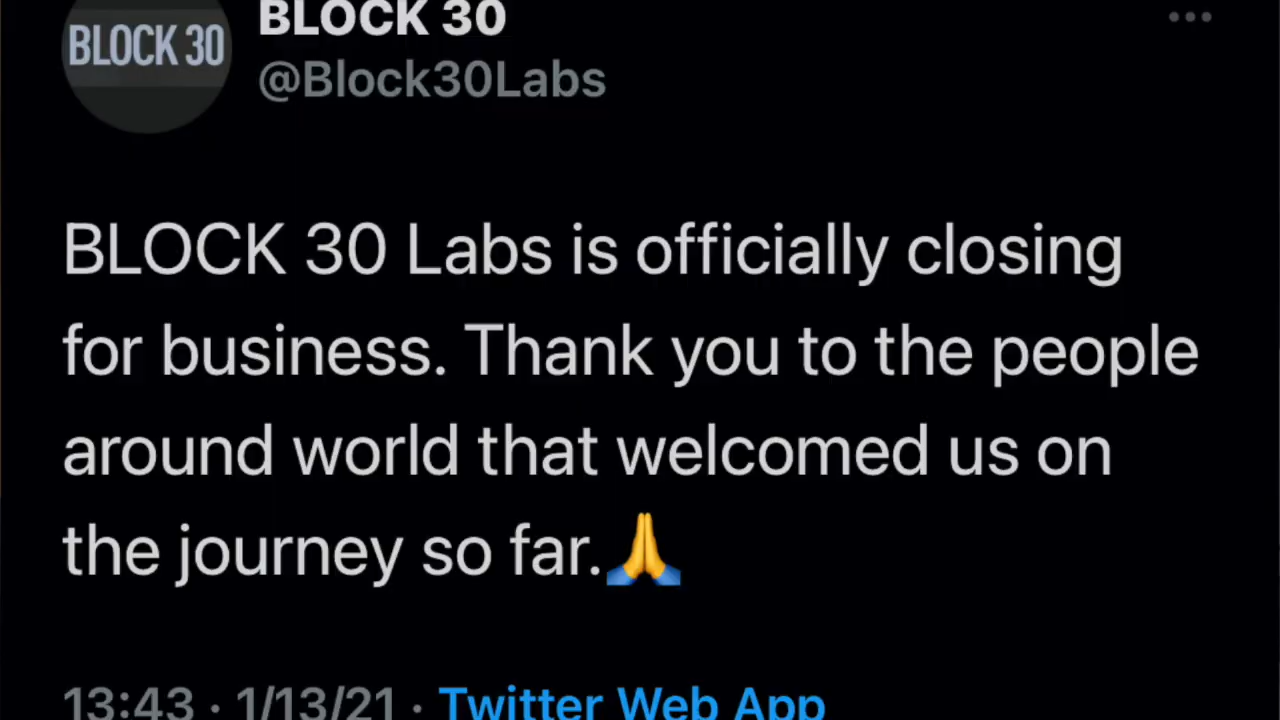 BLOCK 30
BLOCK 30
@Block30Labs
BLOCK 30 Labs is officially closing
for business. Thank you to the people
around world that welcomed us on
the journey so far.🙏
13:43 · 1/13/21 · Twitter Web App